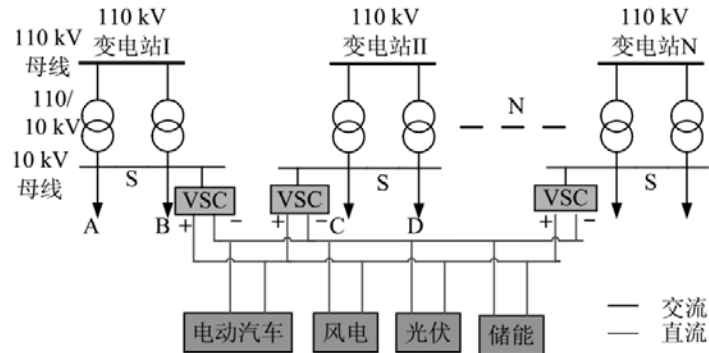 110 kV
变电站I
110 kV
变电站II
110 kV
变电站N
110 kV
母线
110/
10 kV
N
10 kV
母线
S
S
S
VSC
VSC
VSC
A
B
+
−
+
−
C
D
+
−
电动汽车
风电
光伏
储能
交流
直流